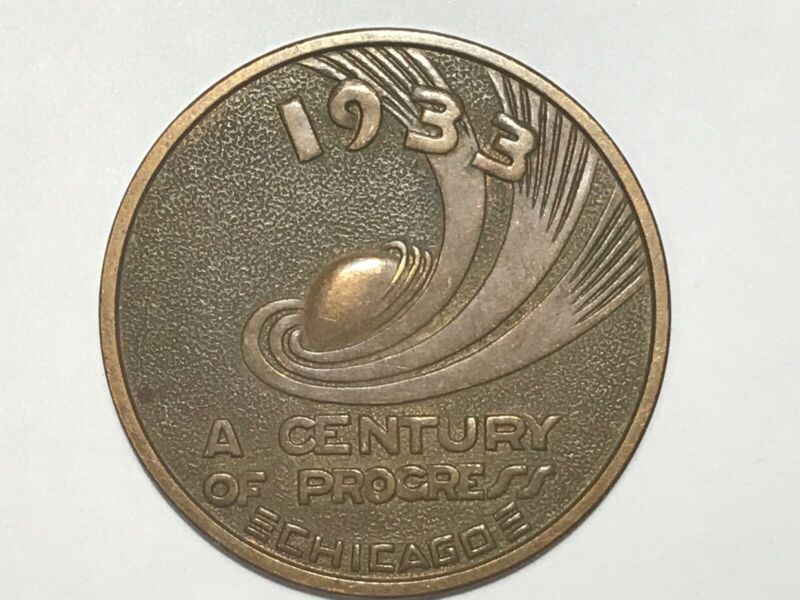 1933
A CENTURY
OF PROGRESS
CHICAGO